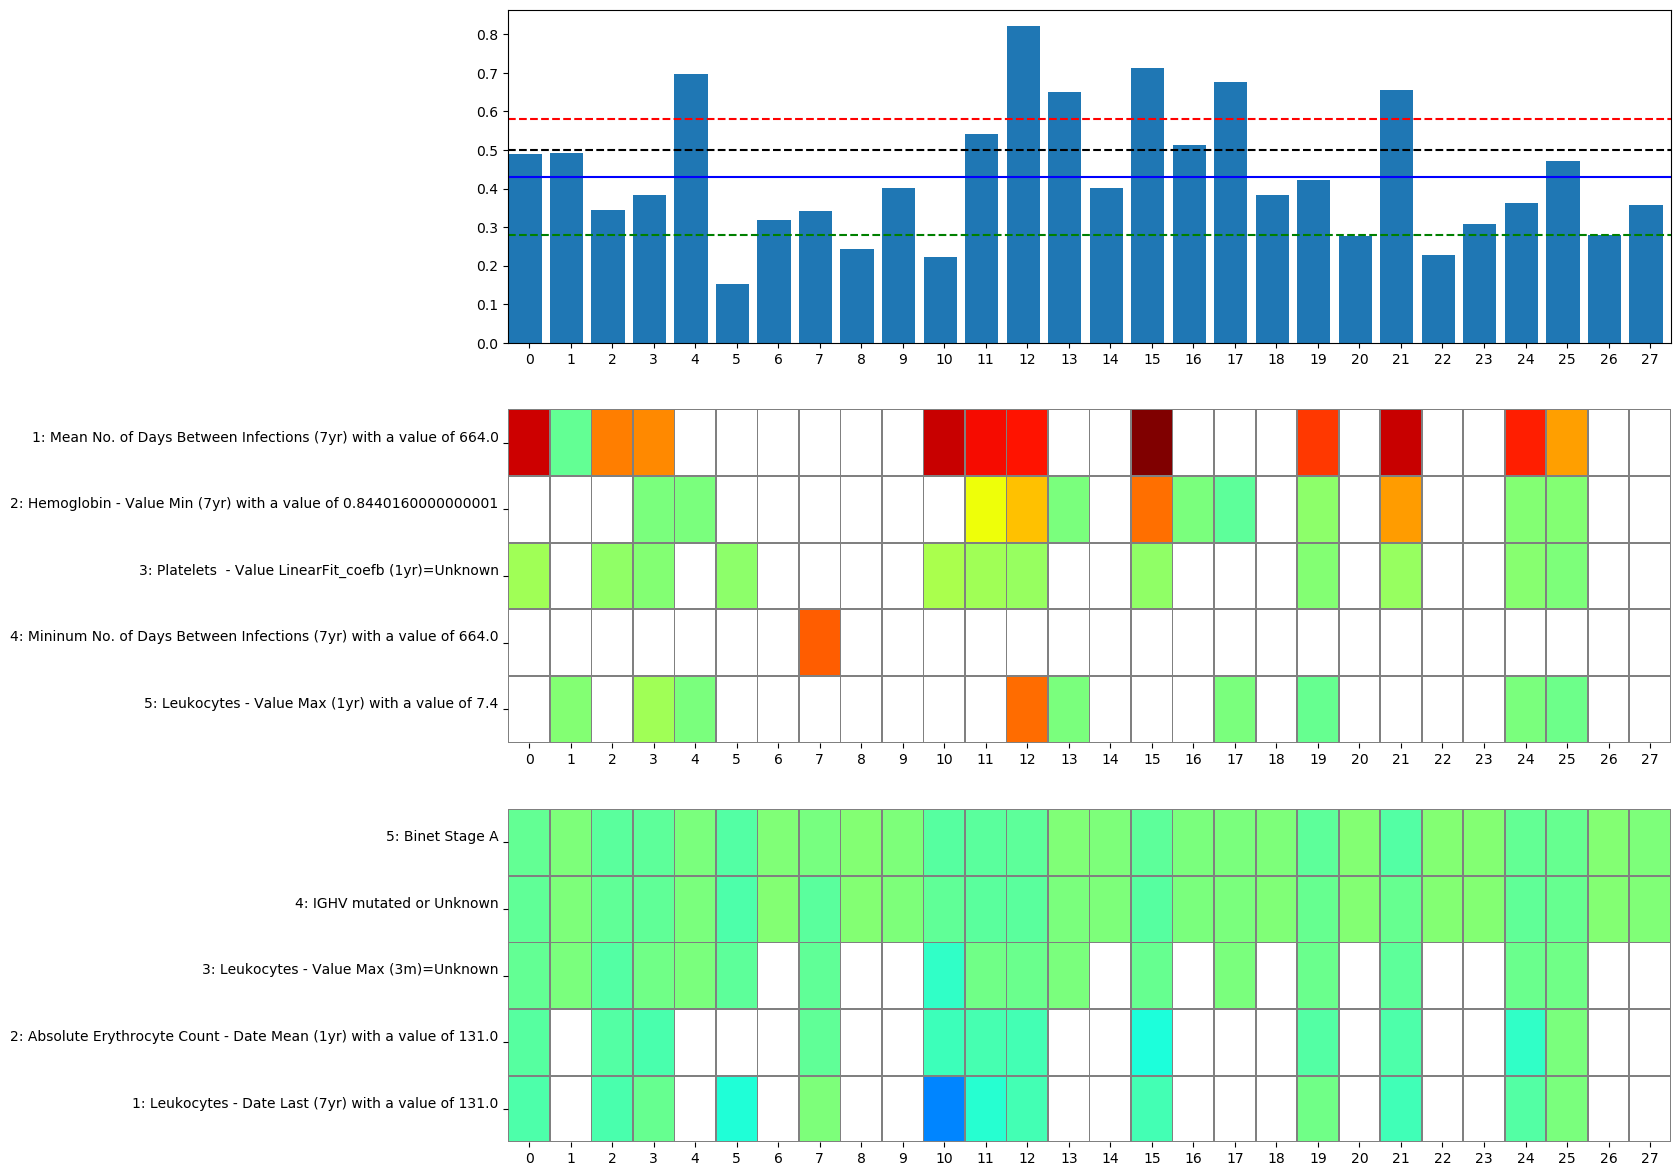 0.8
0.7
0.6
0.5
0.4
0.3
0.2
0.1
0.0
0 1 2 3 4 5 6 7 8 9 10 11 12 13 14 15 16 17 18 19 20 21 22 23 24 25 26 27
1: Mean No. of Days Between Infections (7yr) with a value of 664.0
2: Hemoglobin - Value Min (7yr) with a value of 0.8440160000000001
3: Platelets  - Value LinearFit_coefb (1yr)=Unknown
4: Mininum No. of Days Between Infections (7yr) with a value of 664.0
5: Leukocytes - Value Max (1yr) with a value of 7.4
0 1 2 3 4 5 6 7 8 9 10 11 12 13 14 15 16 17 18 19 20 21 22 23 24 25 26 27
5: Binet Stage A
4: IGHV mutated or Unknown
3: Leukocytes - Value Max (3m)=Unknown
2: Absolute Erythrocyte Count - Date Mean (1yr) with a value of 131.0
1: Leukocytes - Date Last (7yr) with a value of 131.0
0 1 2 3 4 5 6 7 8 9 10 11 12 13 14 15 16 17 18 19 20 21 22 23 24 25 26 27